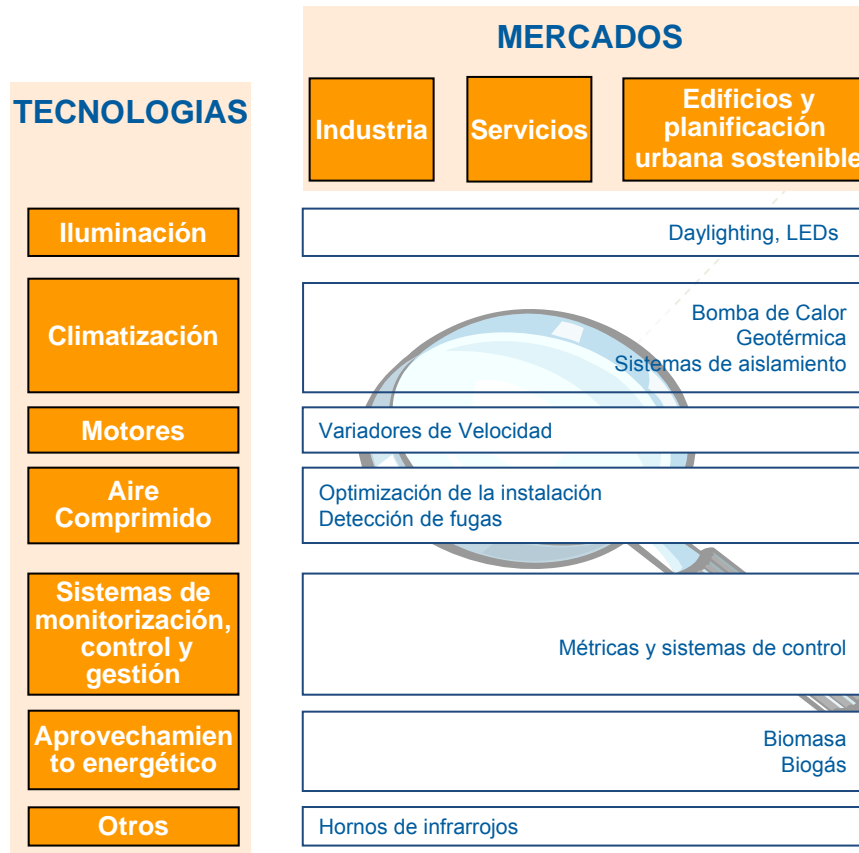 MERCADOS
TECNOLOGIAS
Industria
Servicios
Edificios y
planificación
urbana sostenible
Iluminación
Daylighting, LEDs
Climatización
Bomba de Calor
Geotérmica
Sistemas de aislamiento
Motores
Variadores de Velocidad
Aire
Comprimido
Optimización de la instalación
Detección de fugas
Sistemas de
monitorización,
control y
gestión
Métricas y sistemas de control
Aprovechamien
to energético
Biomasa
Biogás
Otros
Hornos de infrarrojos